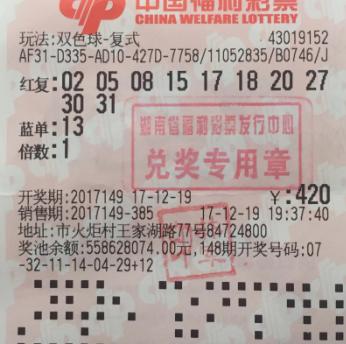 中国福利彩票
CHINA WELFARE LOTTERY
玩法:双色球-复式 43019152
AF31-D335-AD10-427D-7758/11052835/B0746/J
红复:02 05 08 15 17 18 20 27
30 31
蓝单:13
倍数:1
湖南省福利彩票发行中心
兑奖专用章
开奖期:2017149 17-12-19 ¥:420
销售期:2017149-385 17-12-19 19:37:40
地址:市火炬村王家湖路77号84724800
奖池余额:558628074.00元,148期开奖号码:07
-32-11-14-04-29+12